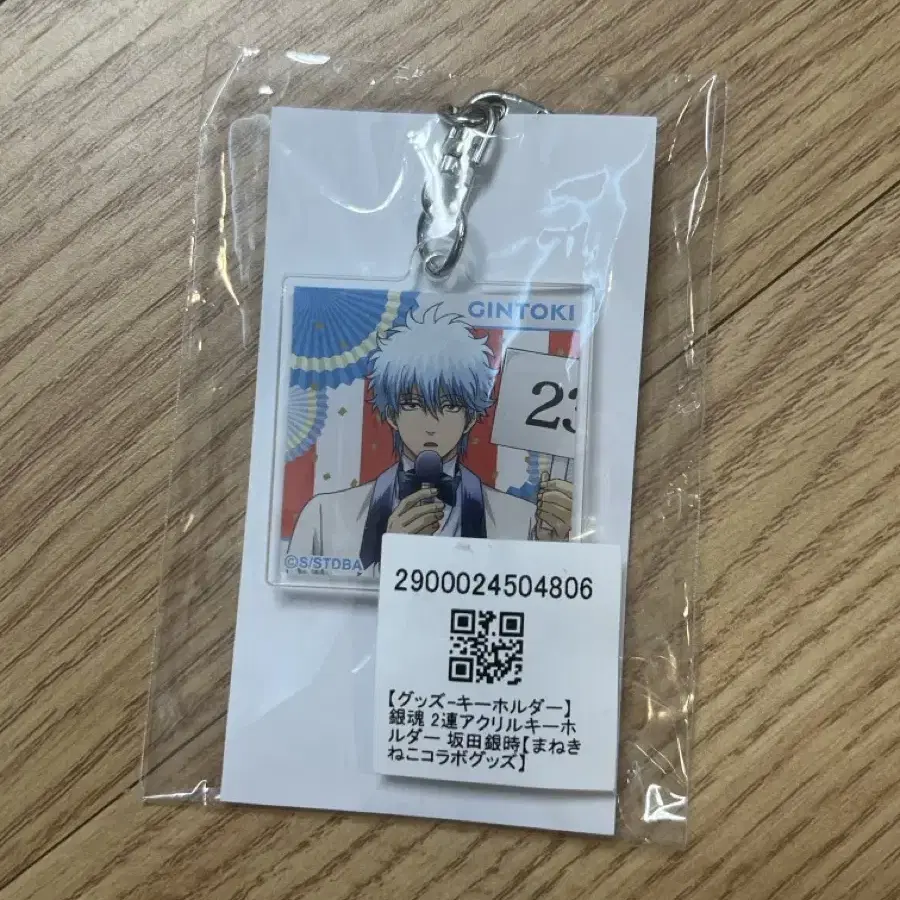 GINTOKI
23
©S/STDBA
2900024504806
【グッズ-キーホルダー】
銀魂 2連アクリルキーホ
ルダー 坂田銀時【まねき
ねこコラボグッズ】